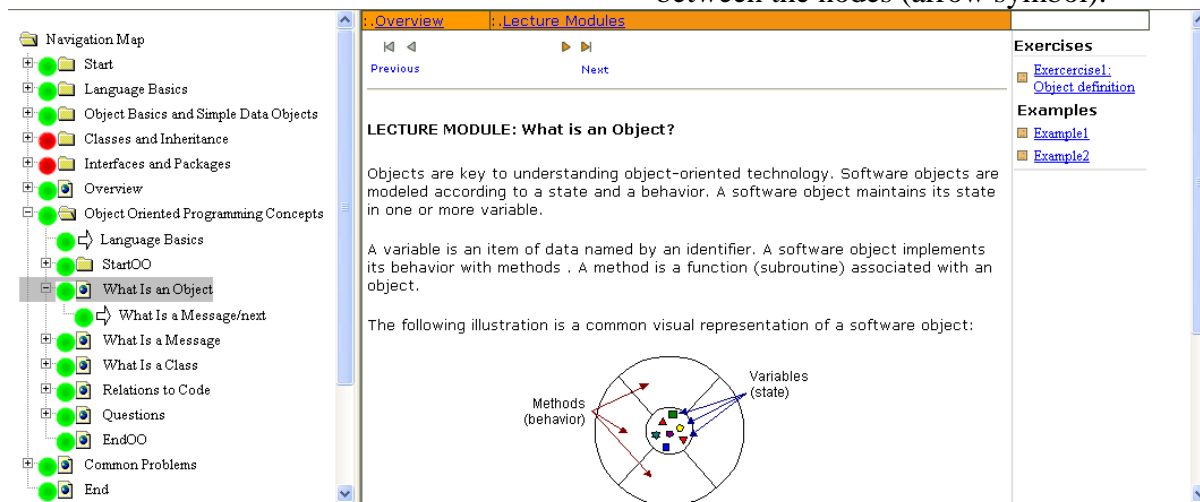 between the nodes (arrow symbol).
Navigation Map
Start
Language Basics
Object Basics and Simple Data Objects
Classes and Inheritance
Interfaces and Packages
Overview
Object Oriented Programming Concepts
Language Basics
StartOO
What Is an Object
What Is a Message/next
What Is a Message
What Is a Class
Relations to Code
Questions
EndOO
Common Problems
End
:.Overview :.Lecture Modules
Previous Next
LECTURE MODULE: What is an Object?
Objects are key to understanding object-oriented technology. Software objects are
modeled according to a state and a behavior. A software object maintains its state
in one or more variable.
A variable is an item of data named by an identifier. A software object implements
its behavior with methods . A method is a function (subroutine) associated with an
object.
The following illustration is a common visual representation of a software object:
Methods
(behavior)
Variables
(state)
Exercises
Exercercise1:
Object definition
Examples
Example1
Example2